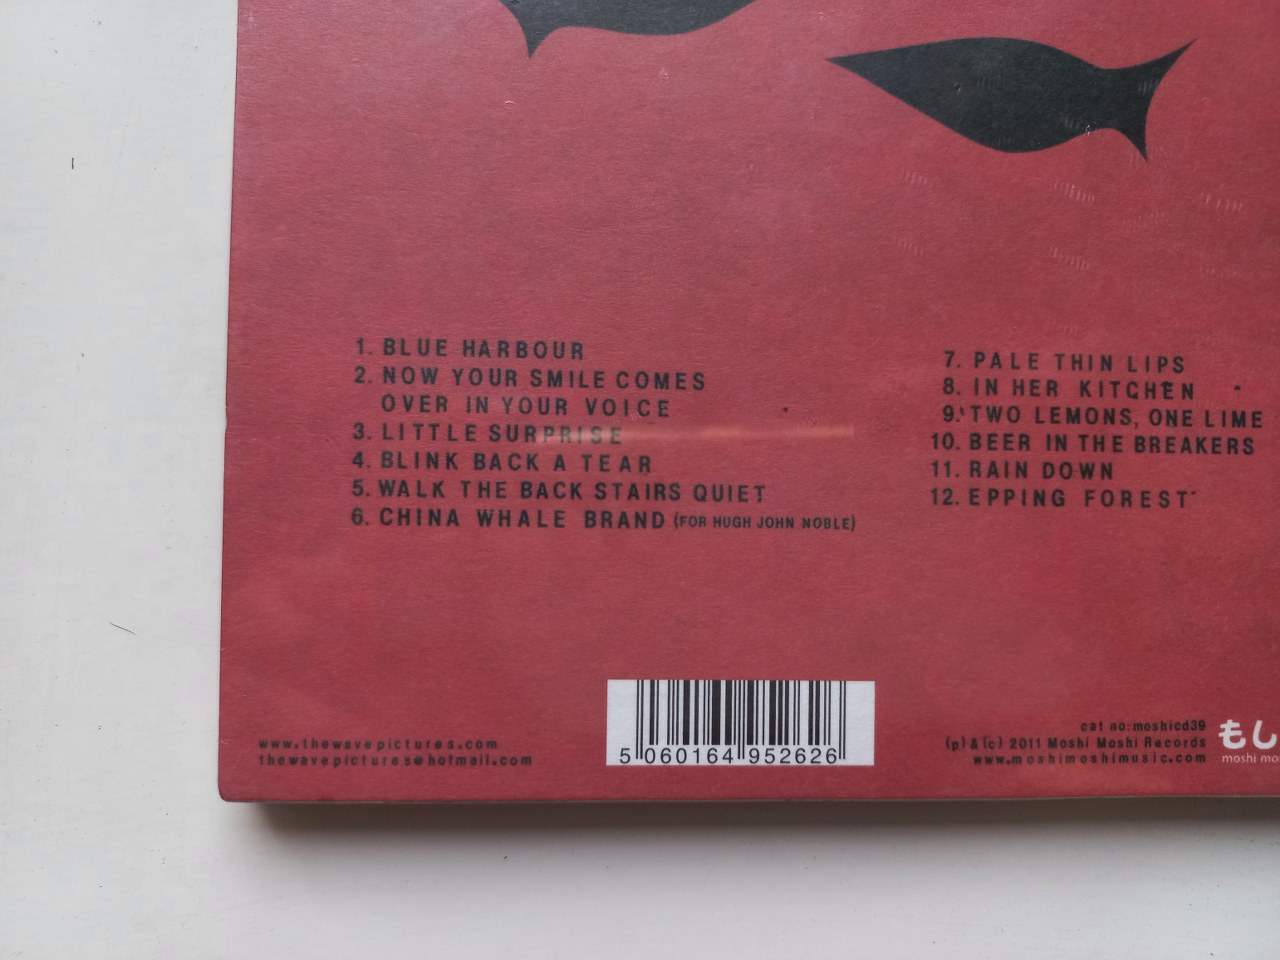 1. BLUE HARBOUR
2. NOW YOUR SMILE COMES
OVER IN YOUR VOICE
3. LITTLE SURPRISE
4. BLINK BACK A TEAR
5. WALK THE BACK STAIRS QUIET
6. CHINA WHALE BRAND (FOR HUGH JOHN NOBLE)
7. PALE THIN LIPS
8. IN HER KITCHEN
9. TWO LEMONS, ONE LIME
10. BEER IN THE BREAKERS
11. RAIN DOWN
12. EPPING FOREST
www.thewavepictures.com
thewavepictures@hotmail.com
5 060164 952626
cat no:moshicd39
(p) & (c) 2011 Moshi Moshi Records
www.moshimoshimusic.com
もし
moshi mo